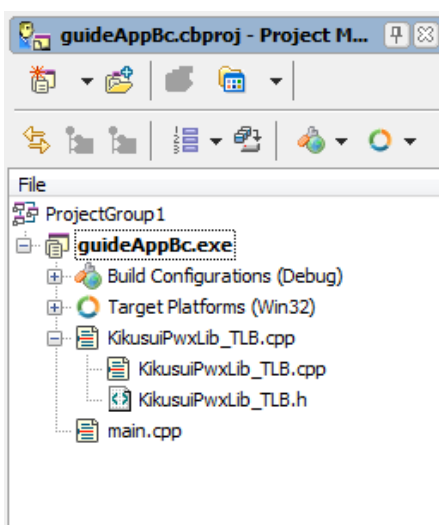 guideAppBc.cbproj - Project M...
File
ProjectGroup1
guideAppBc.exe
Build Configurations (Debug)
Target Platforms (Win32)
KikusuiPwxLib_TLB.cpp
KikusuiPwxLib_TLB.cpp
KikusuiPwxLib_TLB.h
main.cpp